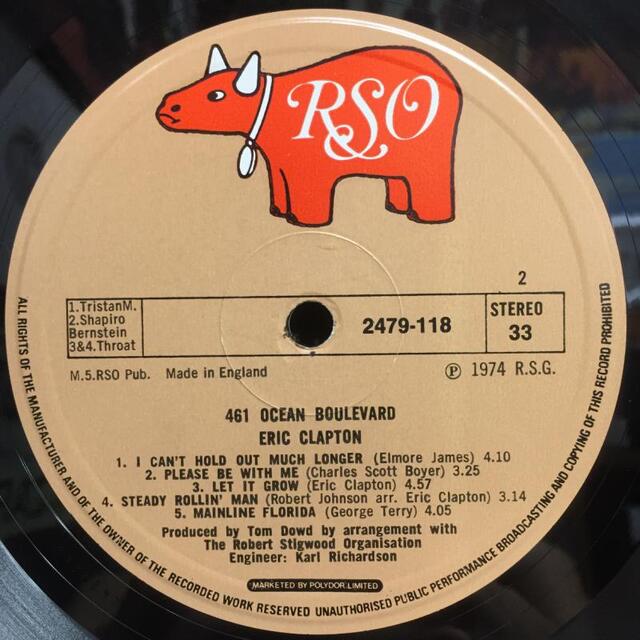 RSO
2
1.TristanM.
2.Shapiro
Bernstein
3&4.Throat
2479-118
STEREO
33
M.5.RSO Pub. Made in England
℗ 1974 R.S.G.
461 OCEAN BOULEVARD
ERIC CLAPTON
1. I CAN'T HOLD OUT MUCH LONGER (Elmore James) 4.10
2. PLEASE BE WITH ME (Charles Scott Boyer) 3.25
3. LET IT GROW (Eric Clapton) 4.57
4. STEADY ROLLIN' MAN (Robert Johnson arr. Eric Clapton) 3.14
5. MAINLINE FLORIDA (George Terry) 4.05
Produced by Tom Dowd by arrangement with
The Robert Stigwood Organisation
Engineer: Karl Richardson
MARKETED BY POLYDOR LIMITED
ALL RIGHTS OF THE MANUFACTURER AND OF THE OWNER OF THE RECORDED WORK RESERVED UNAUTHORISED PUBLIC PERFORMANCE BROADCASTING AND COPYING OF THIS RECORD PROHIBITED